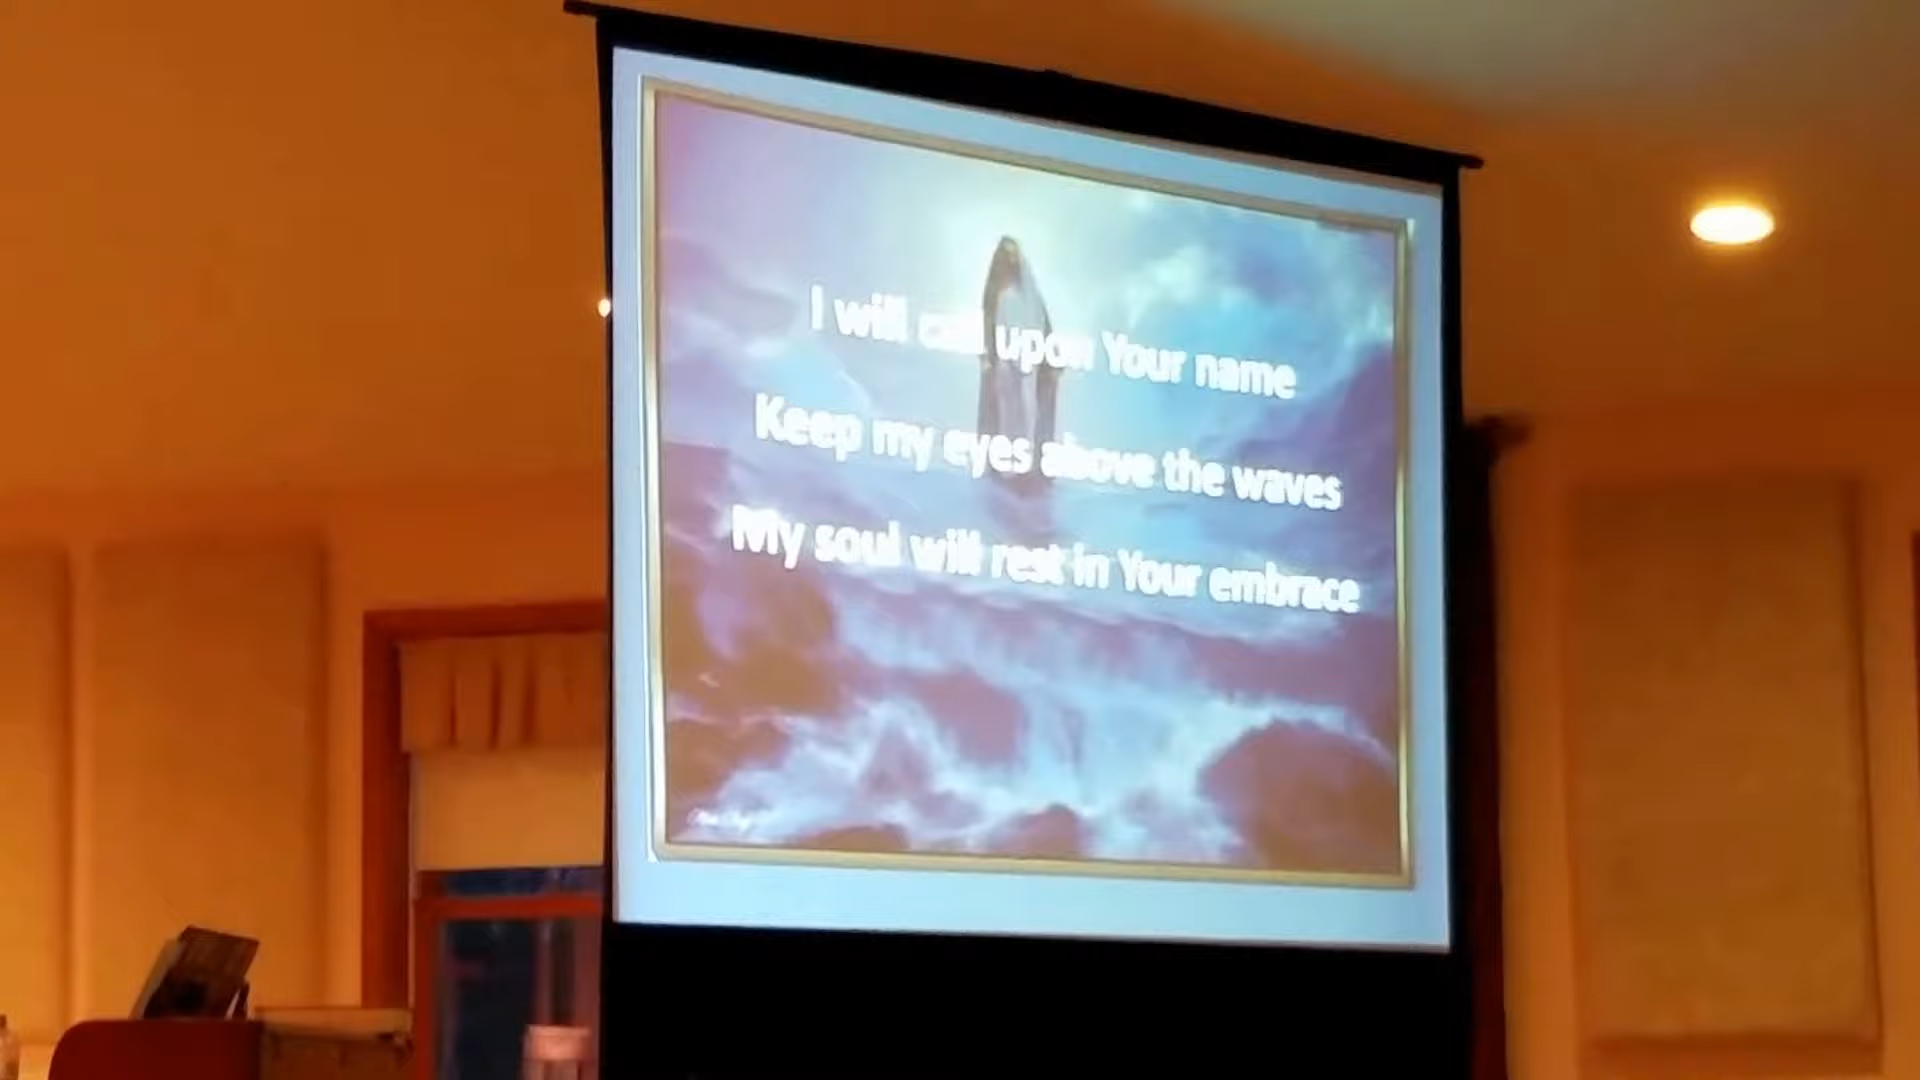 I will call upon Your name
Keep my eyes above the waves
My soul will rest in Your embrace